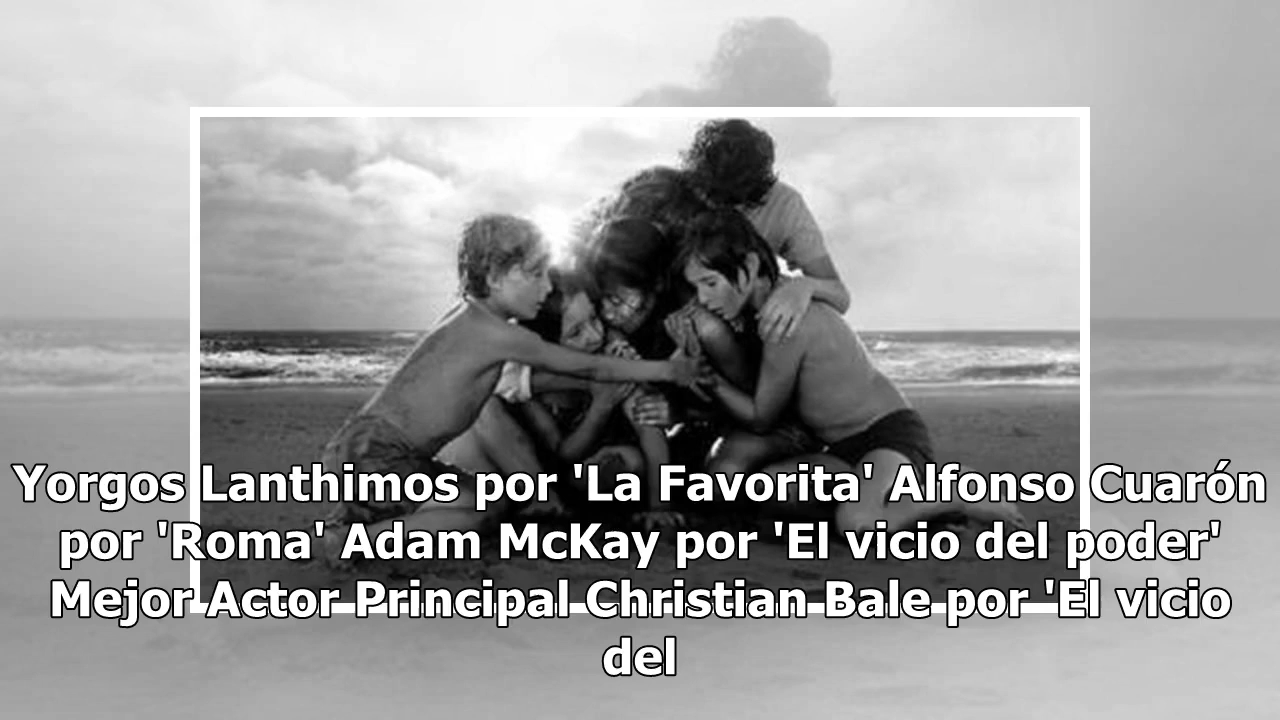 Yorgos Lanthimos por 'La Favorita' Alfonso Cuarón
por 'Roma' Adam McKay por 'El vicio del poder'
Mejor Actor Principal Christian Bale por 'El vicio
del